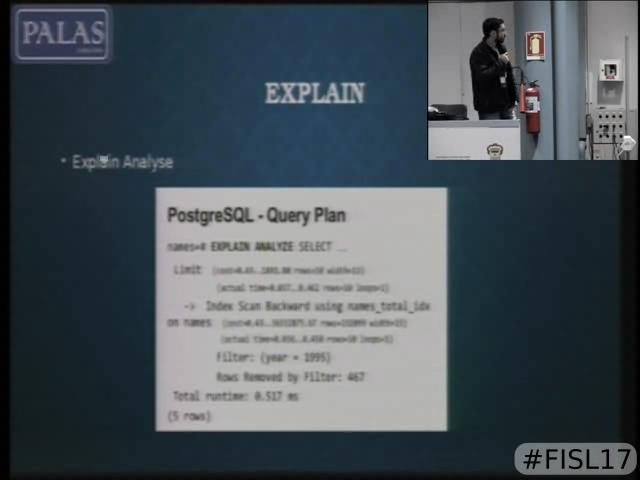 PALAS
EXPLAIN
• Explain Analyse
PostgreSQL - Query Plan
names=# EXPLAIN ANALYZE SELECT ...
Limit
-> Index Scan Backward using names_total_idx
on names
Filter: (year = 1995)
Rows Removed by Filter: 467
Total runtime: 0.517 ms
(5 rows)
#FISL17